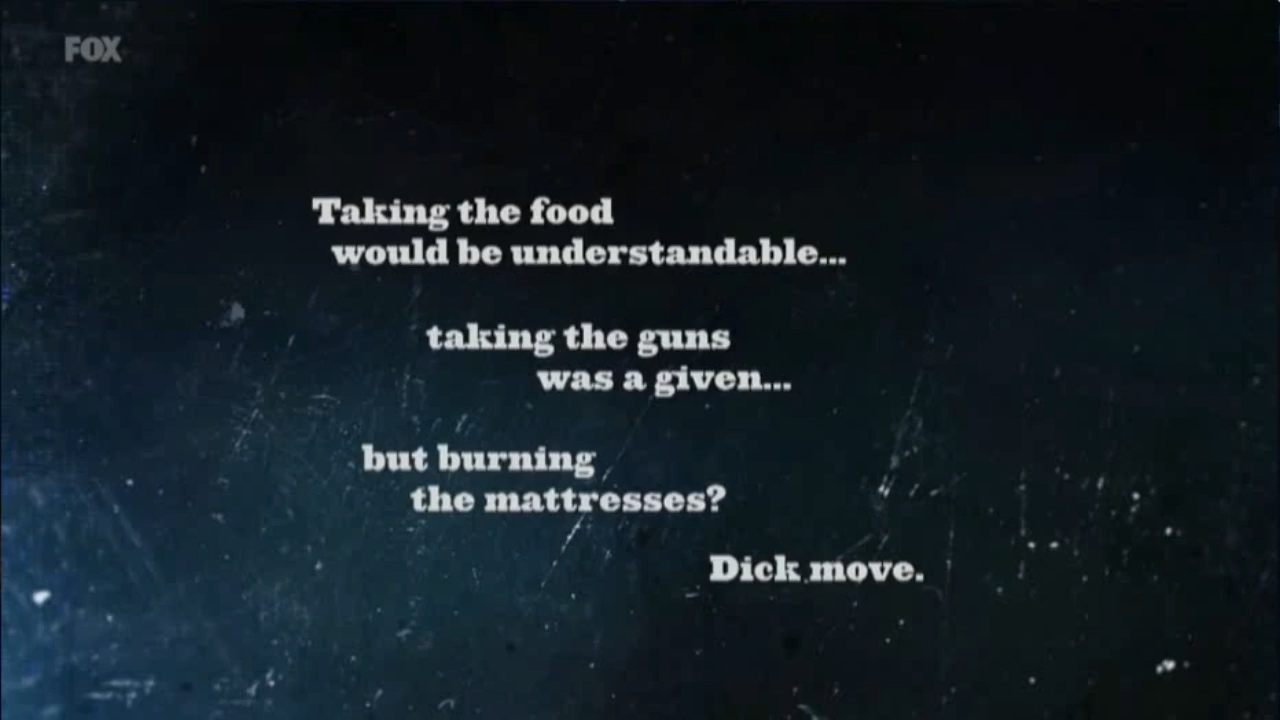 FOX
Taking the food
would be understandable...
taking the guns
was a given...
but burning
the mattresses?
Dick move.